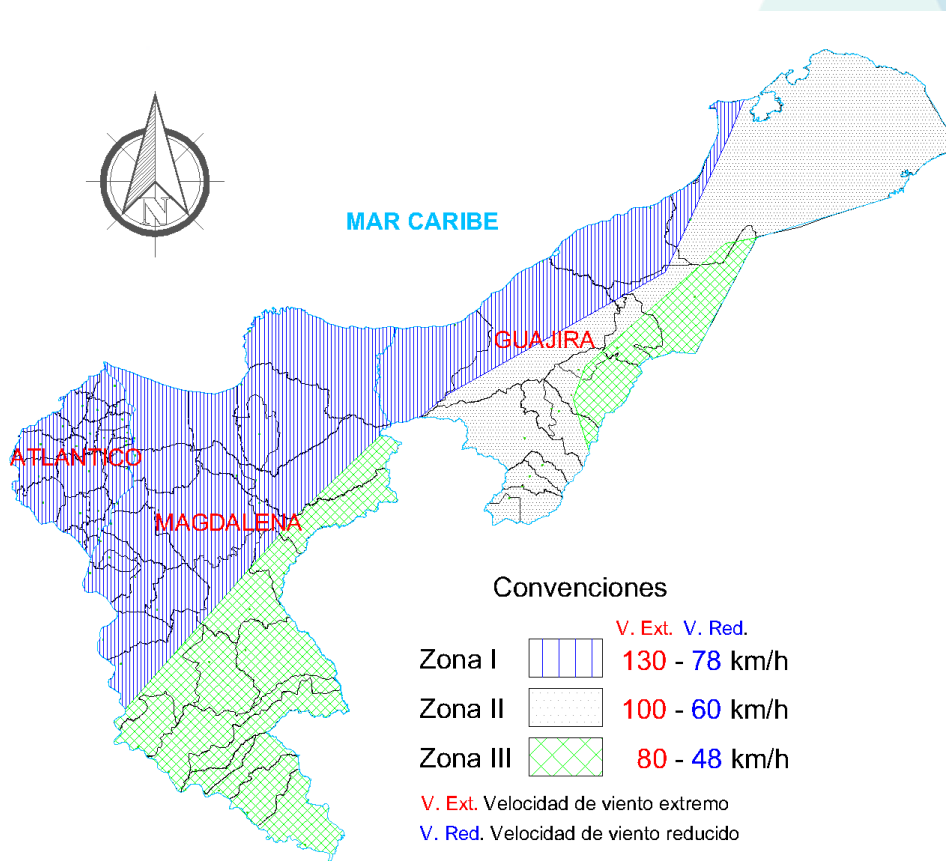 N
MAR CARIBE
GUAJIRA
ATLANTICO
MAGDALENA
Convenciones
V. Ext. V. Red.
Zona I 130 - 78 km/h
Zona II 100 - 60 km/h
Zona III 80 - 48 km/h
V. Ext. Velocidad de viento extremo
V. Red. Velocidad de viento reducido